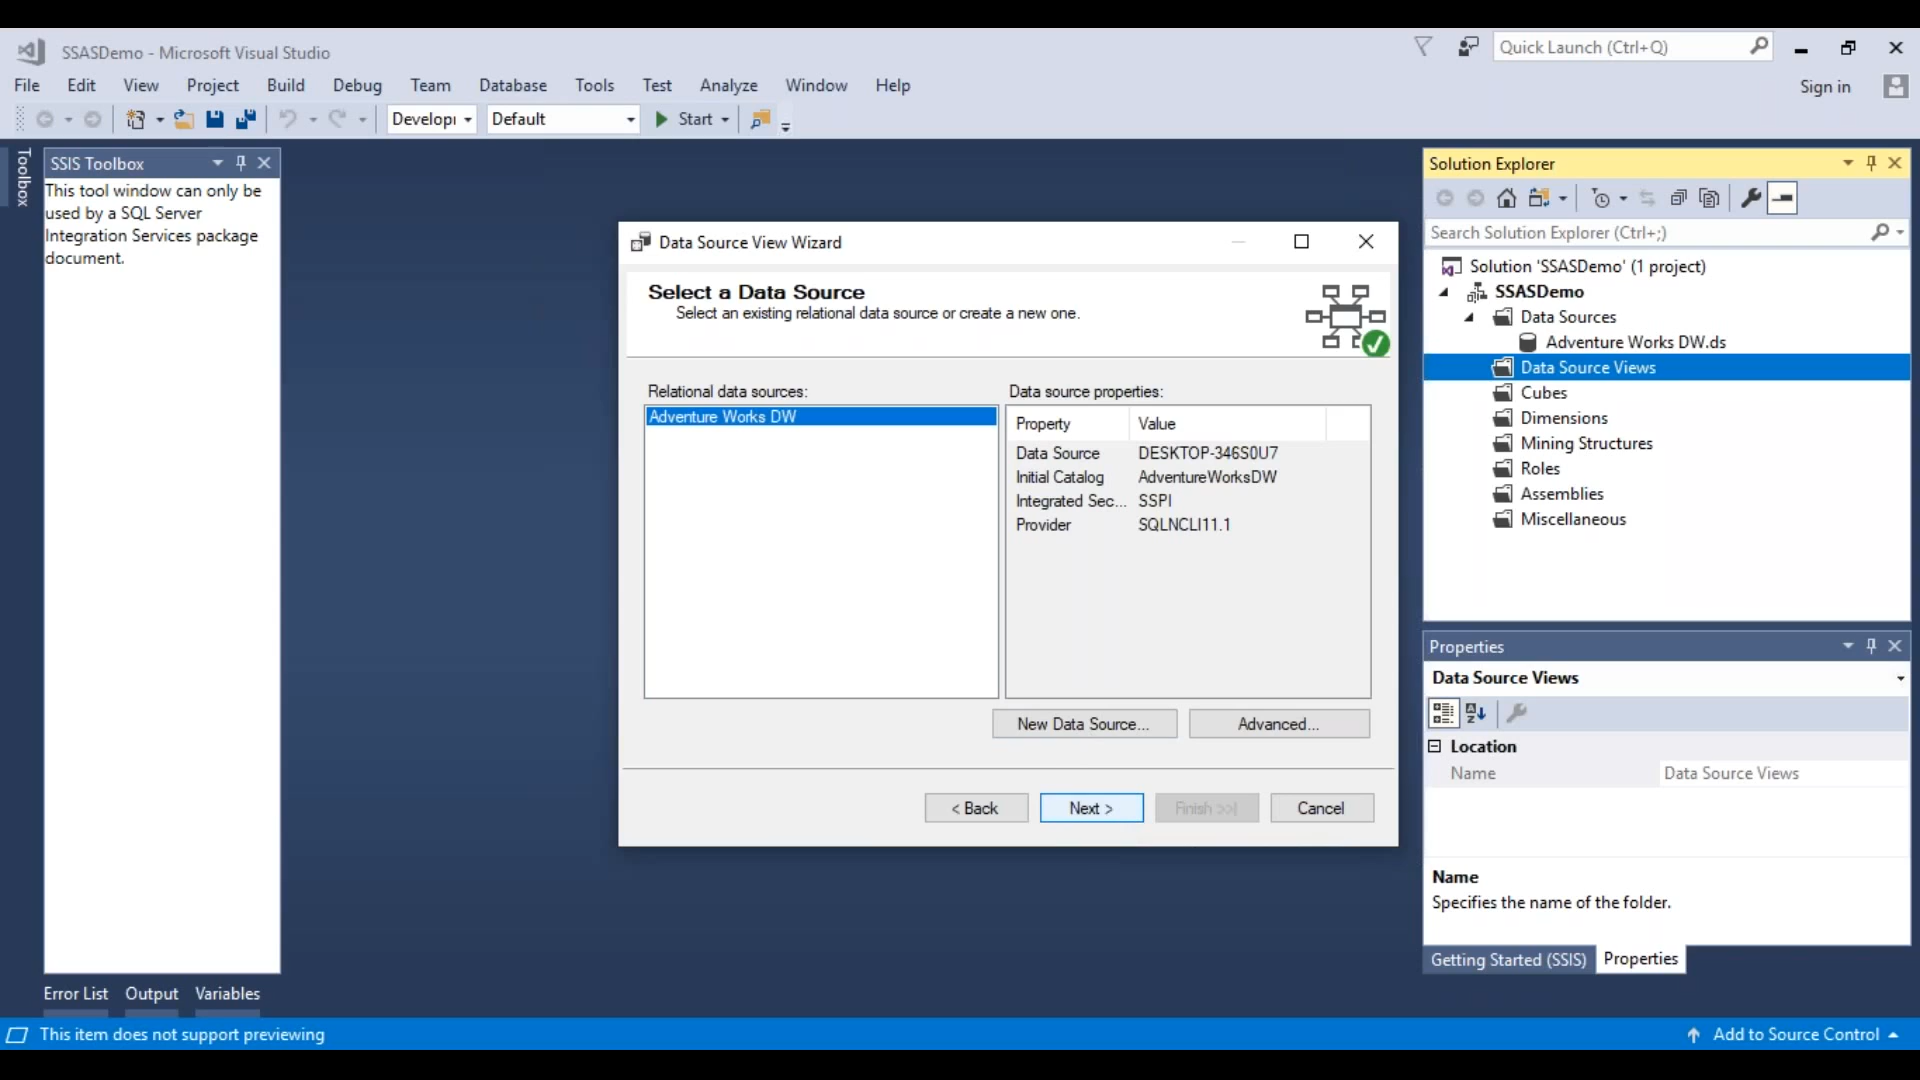 SSASDemo - Microsoft Visual Studio
Quick Launch (Ctrl+Q)
File Edit View Project Build Debug Team Database Tools Test Analyze Window Help
Sign in
Developi Default Start
Toolbox
SSIS Toolbox
This tool window can only be
used by a SQL Server
Integration Services package
document.
Data Source View Wizard
Select a Data Source
Select an existing relational data source or create a new one.
Relational data sources:
Adventure Works DW
Data source properties:
Property Value
Data Source DESKTOP-346S0U7
Initial Catalog AdventureWorksDW
Integrated Sec... SSPI
Provider SQLNCLI11.1
New Data Source... Advanced...
< Back Next > Finish >>| Cancel
Solution Explorer
Search Solution Explorer (Ctrl+;)
Solution 'SSASDemo' (1 project)
SSASDemo
Data Sources
Adventure Works DW.ds
Data Source Views
Cubes
Dimensions
Mining Structures
Roles
Assemblies
Miscellaneous
Properties
Data Source Views
Location
Name Data Source Views
Name
Specifies the name of the folder.
Getting Started (SSIS) Properties
Error List Output Variables
This item does not support previewing
Add to Source Control